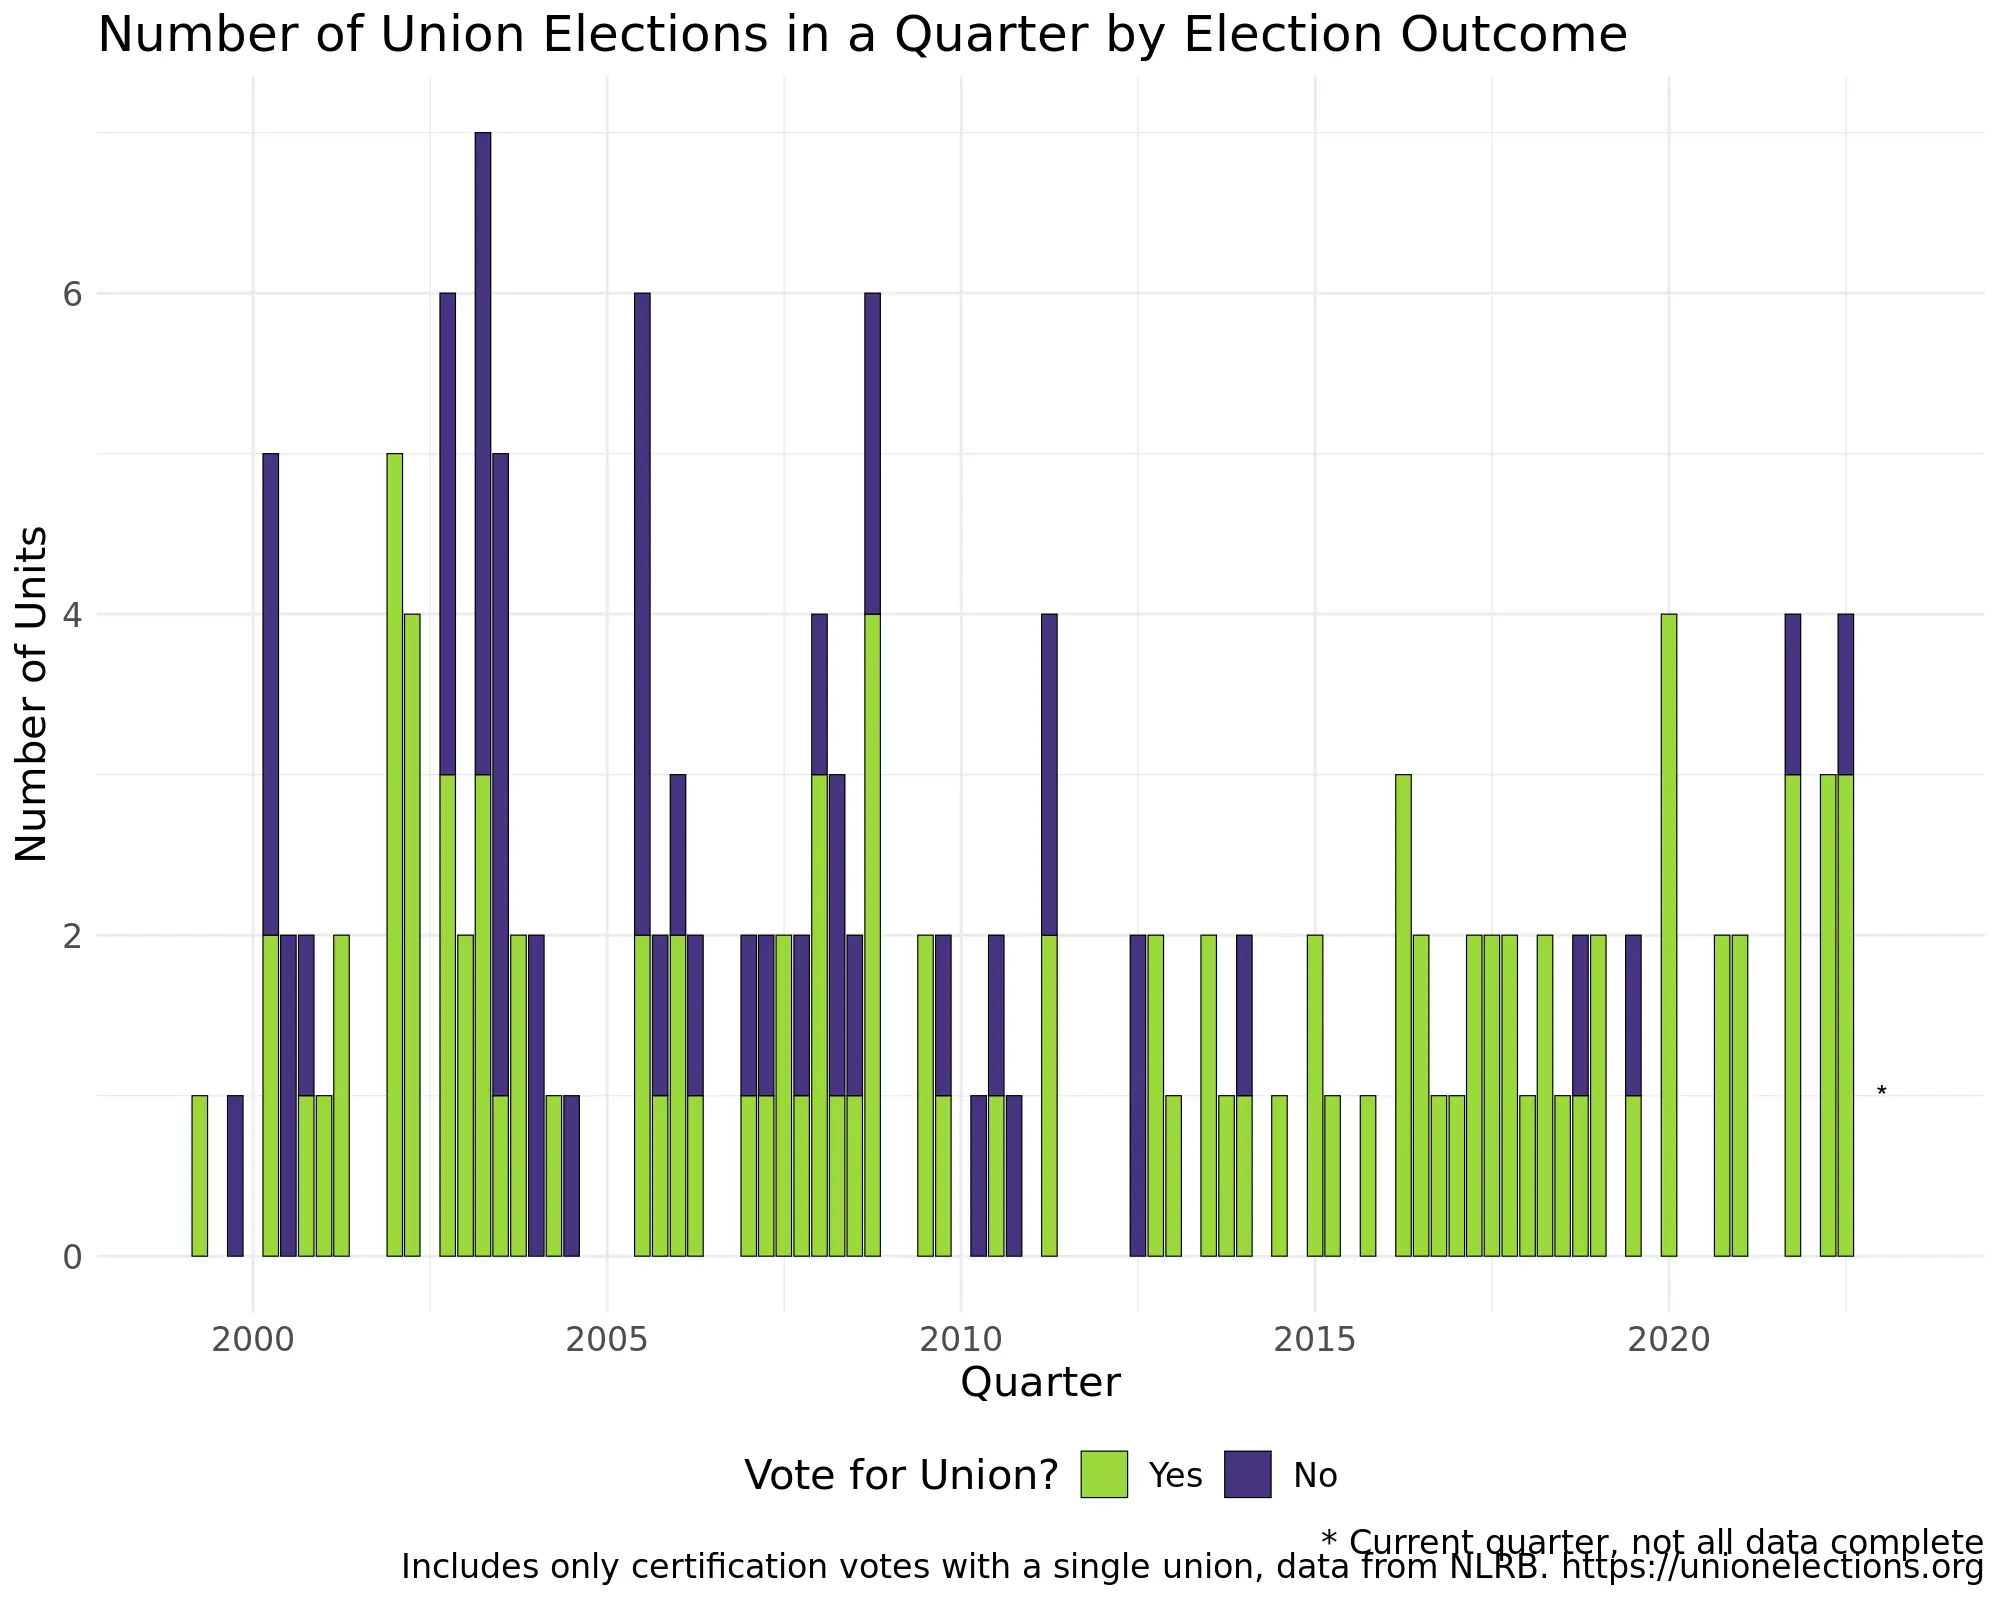 Number of Union Elections in a Quarter by Election Outcome
Number of Units
6
4
2
0
*
2000 2005 2010 2015 2020
Quarter
Vote for Union? Yes No
* Current quarter, not all data complete
Includes only certification votes with a single union, data from NLRB. https://unionelections.org